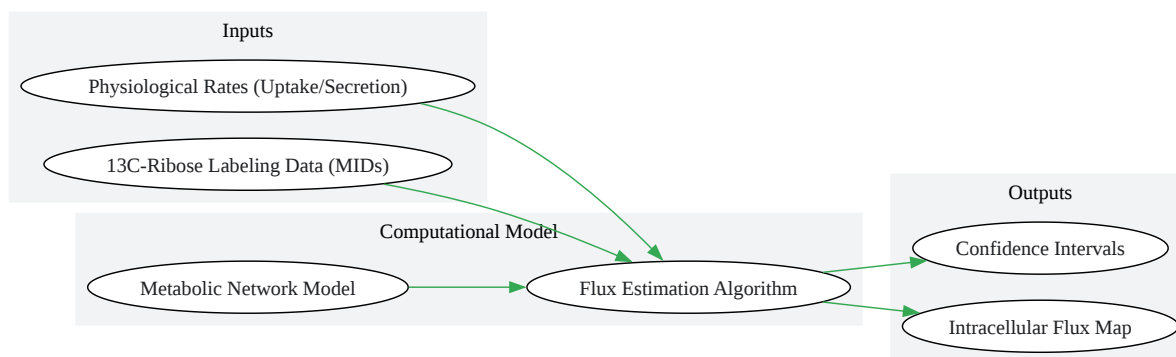 Inputs
Physiological Rates (Uptake/Secretion)
13C-Ribose Labeling Data (MIDs)
Computational Model
Metabolic Network Model
Flux Estimation Algorithm
Outputs
Confidence Intervals
Intracellular Flux Map